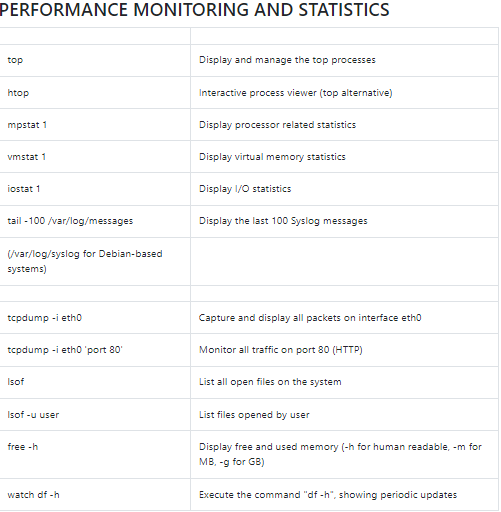 PERFORMANCE MONITORING AND STATISTICS
top Display and manage the top processes
htop Interactive process viewer (top alternative)
mpstat 1 Display processor related statistics
vmstat 1 Display virtual memory statistics
iostat 1 Display I/O statistics
tail -100 /var/log/messages Display the last 100 Syslog messages
(/var/log/syslog for Debian-based
systems)
tcpdump -i eth0 Capture and display all packets on interface eth0
tcpdump -i eth0 'port 80' Monitor all traffic on port 80 (HTTP)
lsof List all open files on the system
lsof -u user List files opened by user
free -h Display free and used memory (-h for human readable, -m for
MB, -g for GB)
watch df -h Execute the command "df -h", showing periodic updates